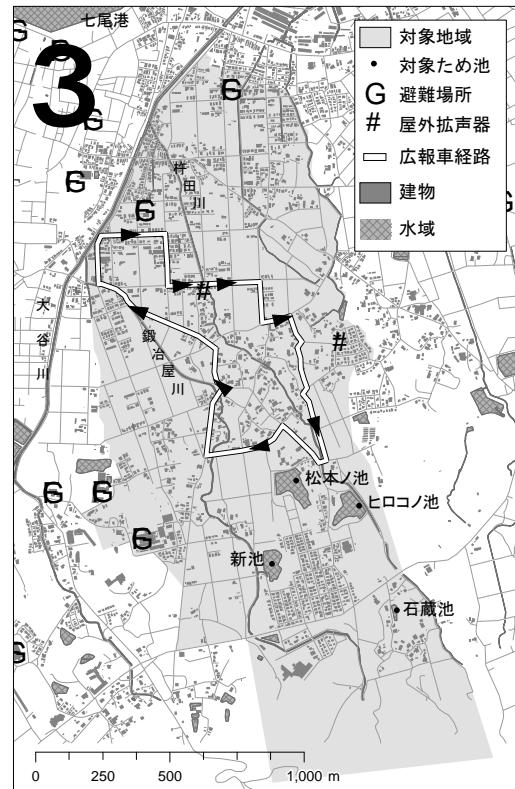 七尾港
3
対象地域
対象ため池
G 避難場所
# 屋外拡声器
広報車経路
建物
水域
G
G
G
G
G
枠田川
#
大谷川
鍛冶屋川
#
松本ノ池
G
G
ヒロコノ池
G
新池
石蔵池
G
0 250 500 1,000 m